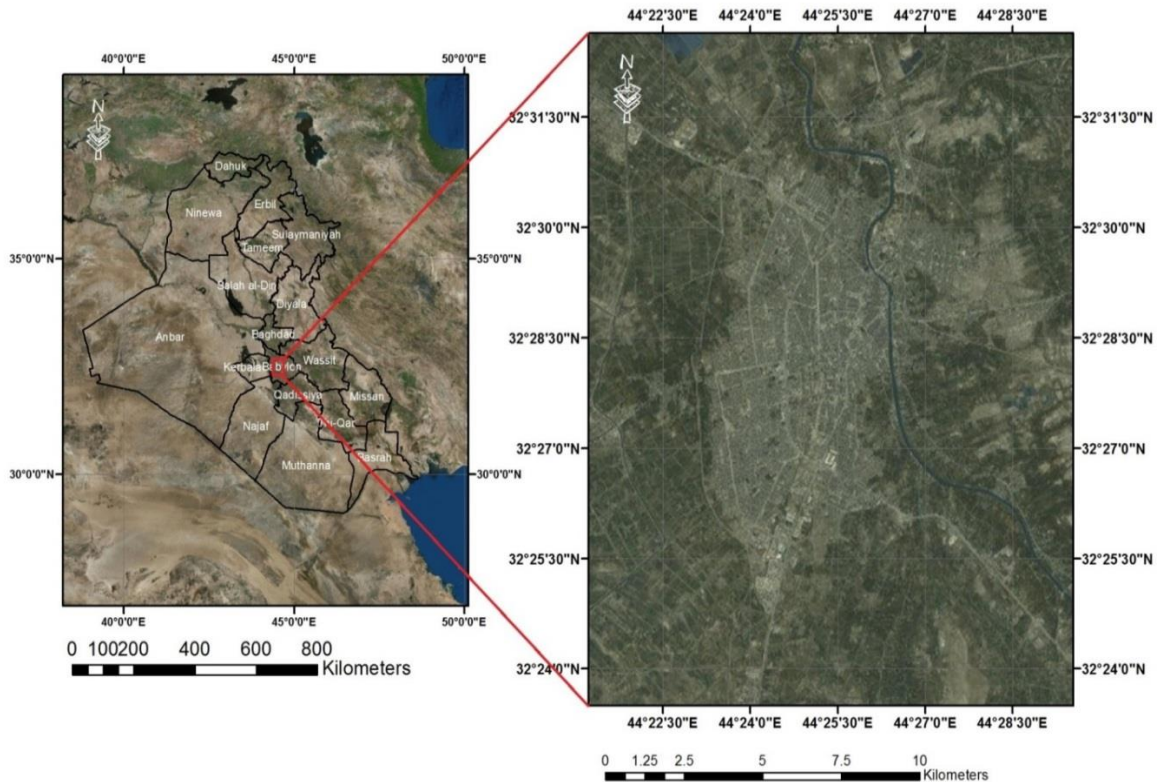 44°22'30"E 44°24'0"E 44°25'30"E 44°27'0"E 44°28'30"E
40°0'0"E 45°0'0"E 50°0'0"E
N
N
32°31'30"N 32°31'30"N
Dahuk
Erbil
Ninewa
32°30'0"N 32°30'0"N
Sulaymaniyah
Tameem
35°0'0"N 35°0'0"N
Salah al-Din
Diyala
Baghdad
Anbar
32°28'30"N 32°28'30"N
Wassit
Kerbala Babylon
Qadissiya
Missan
Najaf
32°27'0"N 32°27'0"N
Basrah
Muthanna
30°0'0"N 30°0'0"N
32°25'30"N 32°25'30"N
40°0'0"E 45°0'0"E 50°0'0"E
0 100200 400 600 800
Kilometers
32°24'0"N 32°24'0"N
44°22'30"E 44°24'0"E 44°25'30"E 44°27'0"E 44°28'30"E
0 1.25 2.5 5 7.5 10
Kilometers